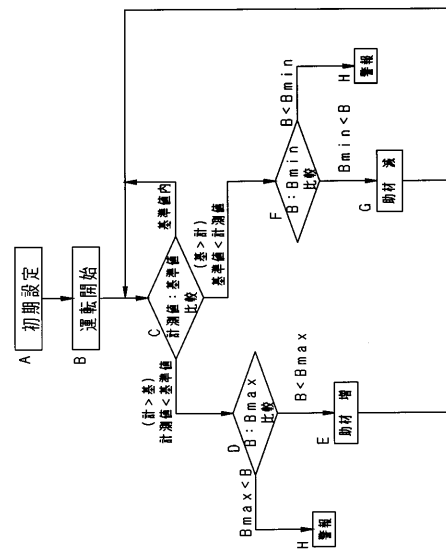 A
初期設定
B
運転開始
C
計測値:基準値
比較
基準値内
(計>基)
計測値<基準値
(基>計)
基準値<計測値
D
B:Bmax
比較
Bmax<B
H
警報
B<Bmax
E
助材 増
F
B:Bmin
比較
B<Bmin
H
警報
Bmin<B
G
助材 減